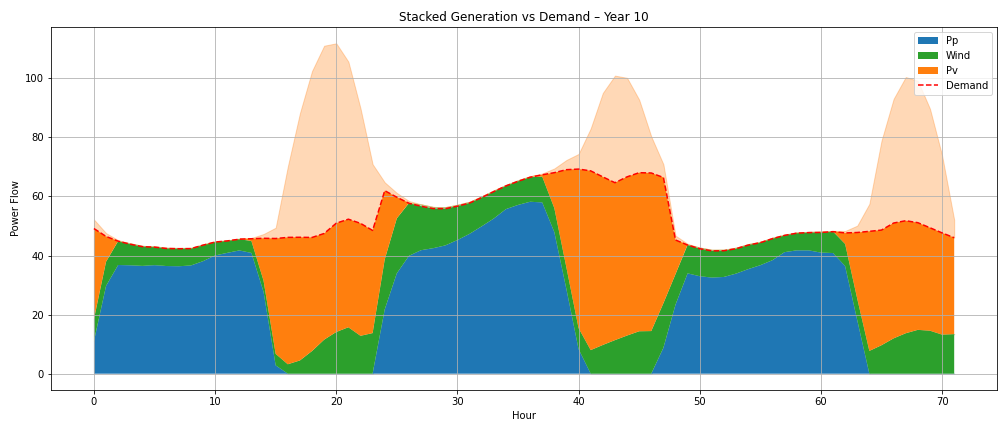 Stacked Generation vs Demand – Year 10
Pp
Wind
Pv
Demand
Power Flow
100
80
60
40
20
0
0 10 20 30 40 50 60 70
Hour